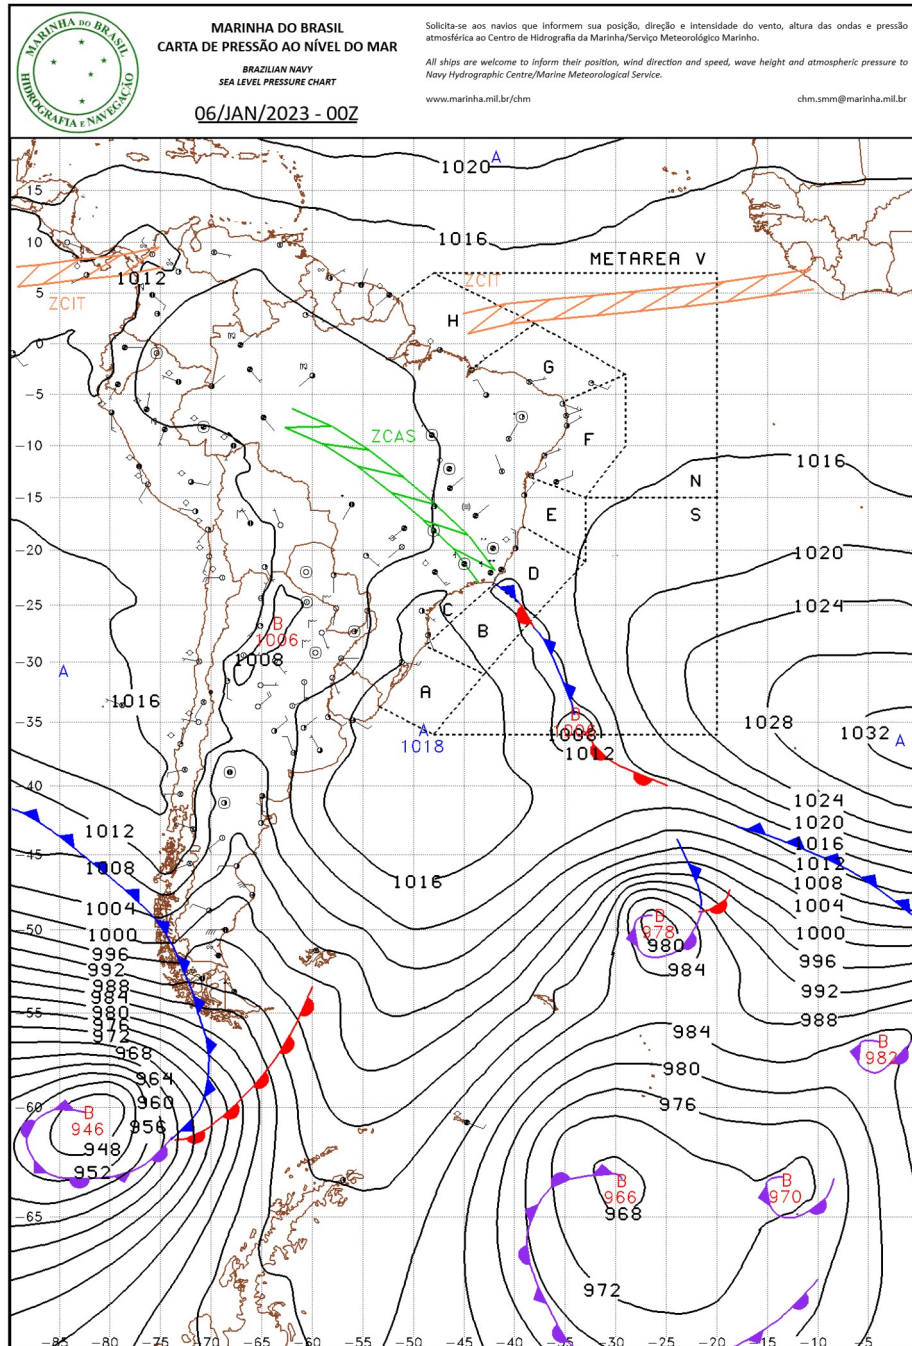 MARINHA DO BRASIL
HIDROGRAFIA E NAVEGAÇÃO
MARINHA DO BRASIL
CARTA DE PRESSÃO AO NÍVEL DO MAR
BRAZILIAN NAVY
SEA LEVEL PRESSURE CHART
06/JAN/2023 - 00Z
Solicita-se aos navios que informem sua posição, direção e intensidade do vento, altura das ondas e pressão
atmosférica ao Centro de Hidrografia da Marinha/Serviço Meteorológico Marinho.
All ships are welcome to inform their position, wind direction and speed, wave height and atmospheric pressure to
Navy Hydrographic Centre/Marine Meteorological Service.
www.marinha.mil.br/chm chm.smm@marinha.mil.br
A
1020
15
1016
10
METAREA V
1012
ZCIT
5
ZCIT
H
0
G
-5
ZCAS
F
-10
1016
N
-15
E
S
-20
1020
D
-25
C
1024
B
1006
B
1008
-30
A
A
1016
B
1006
1008
-35
A
1018
1028
1032
A
1012
-40
1024
1020
1012
1016
-45
1012
1008
1016
1008
1004
1004
B
978
-50
1000
1000
980
996
996
984
992
992
988
984
-55
980
988
976
984
972
B
982
968
980
964
976
960
-60
B
946
956
948
952
B
966
B
970
968
-65
972
-85
-80
-75
-70
-65
-60
-55
-50
-45
-40
-35
-30
-25
-20
-15
-10
-5